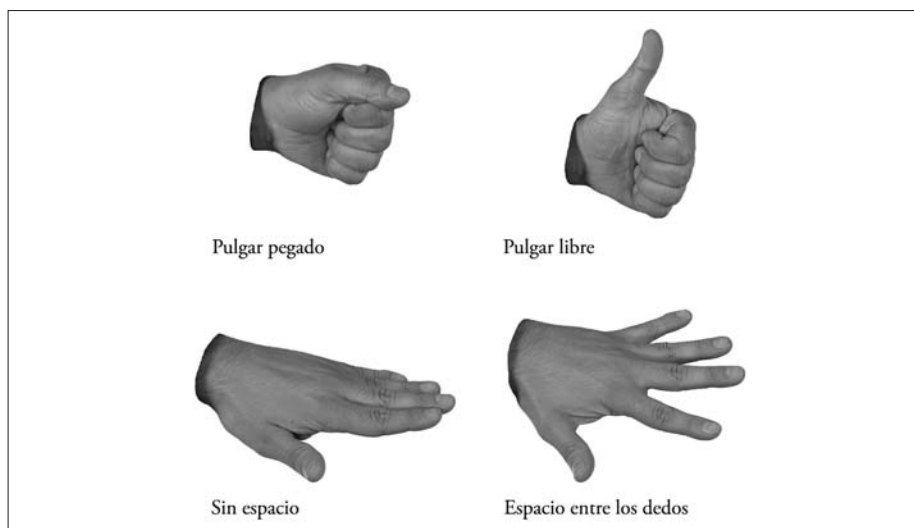 Pulgar pegado
Pulgar libre
Sin espacio
Espacio entre los dedos